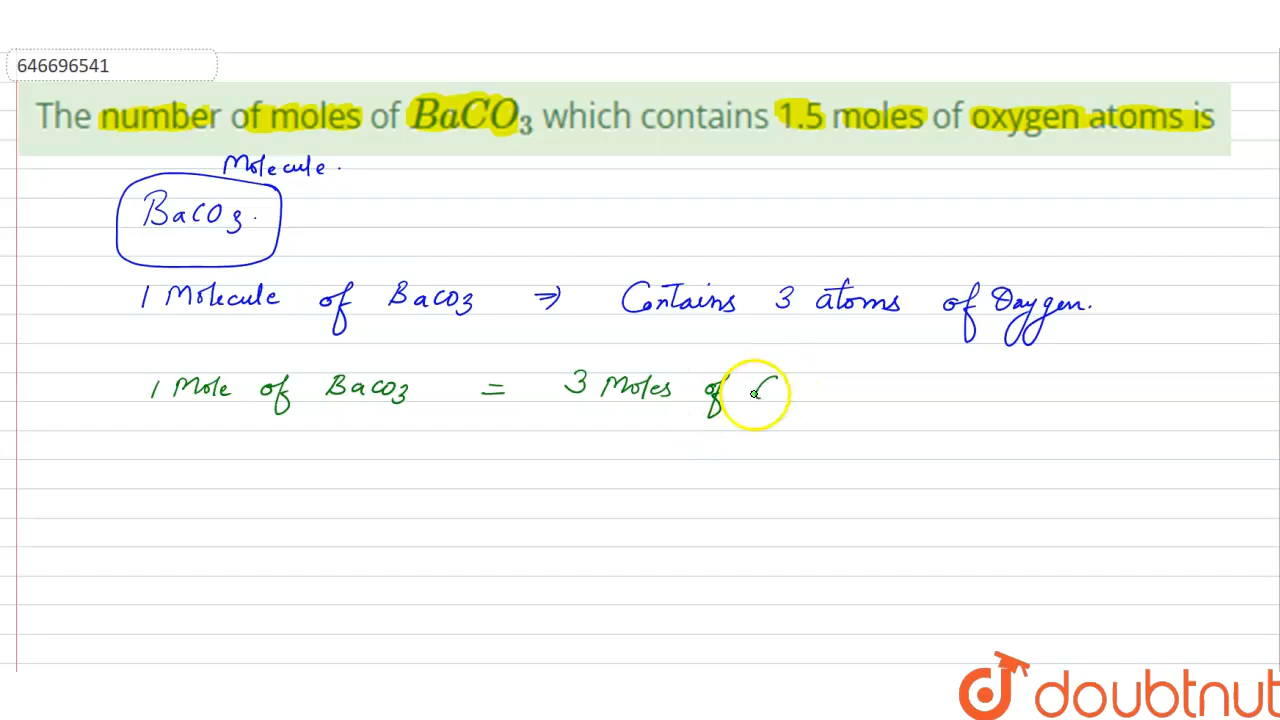 646696541
The number of moles of BaCO₃ which contains 1.5 moles of oxygen atoms is
Molecule.
BaCO₃.
1 Molecule of BaCO₃ ⇒ Contains 3 atoms of Oxygen.
1 Mole of BaCO₃ = 3 Moles of
doubtnut